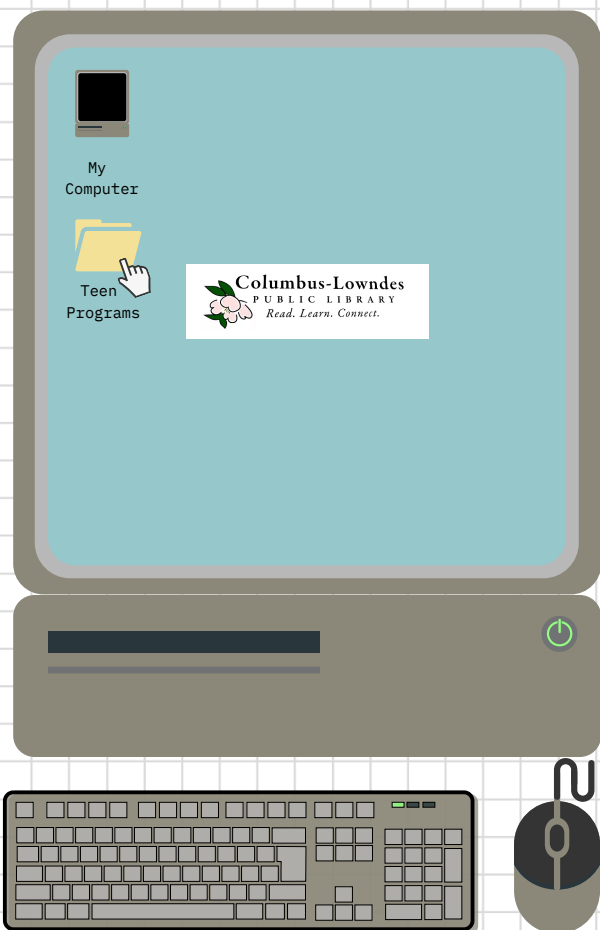 My
Computer
Teen
Programs
Columbus-Lowndes
PUBLIC LIBRARY
Read. Learn. Connect.